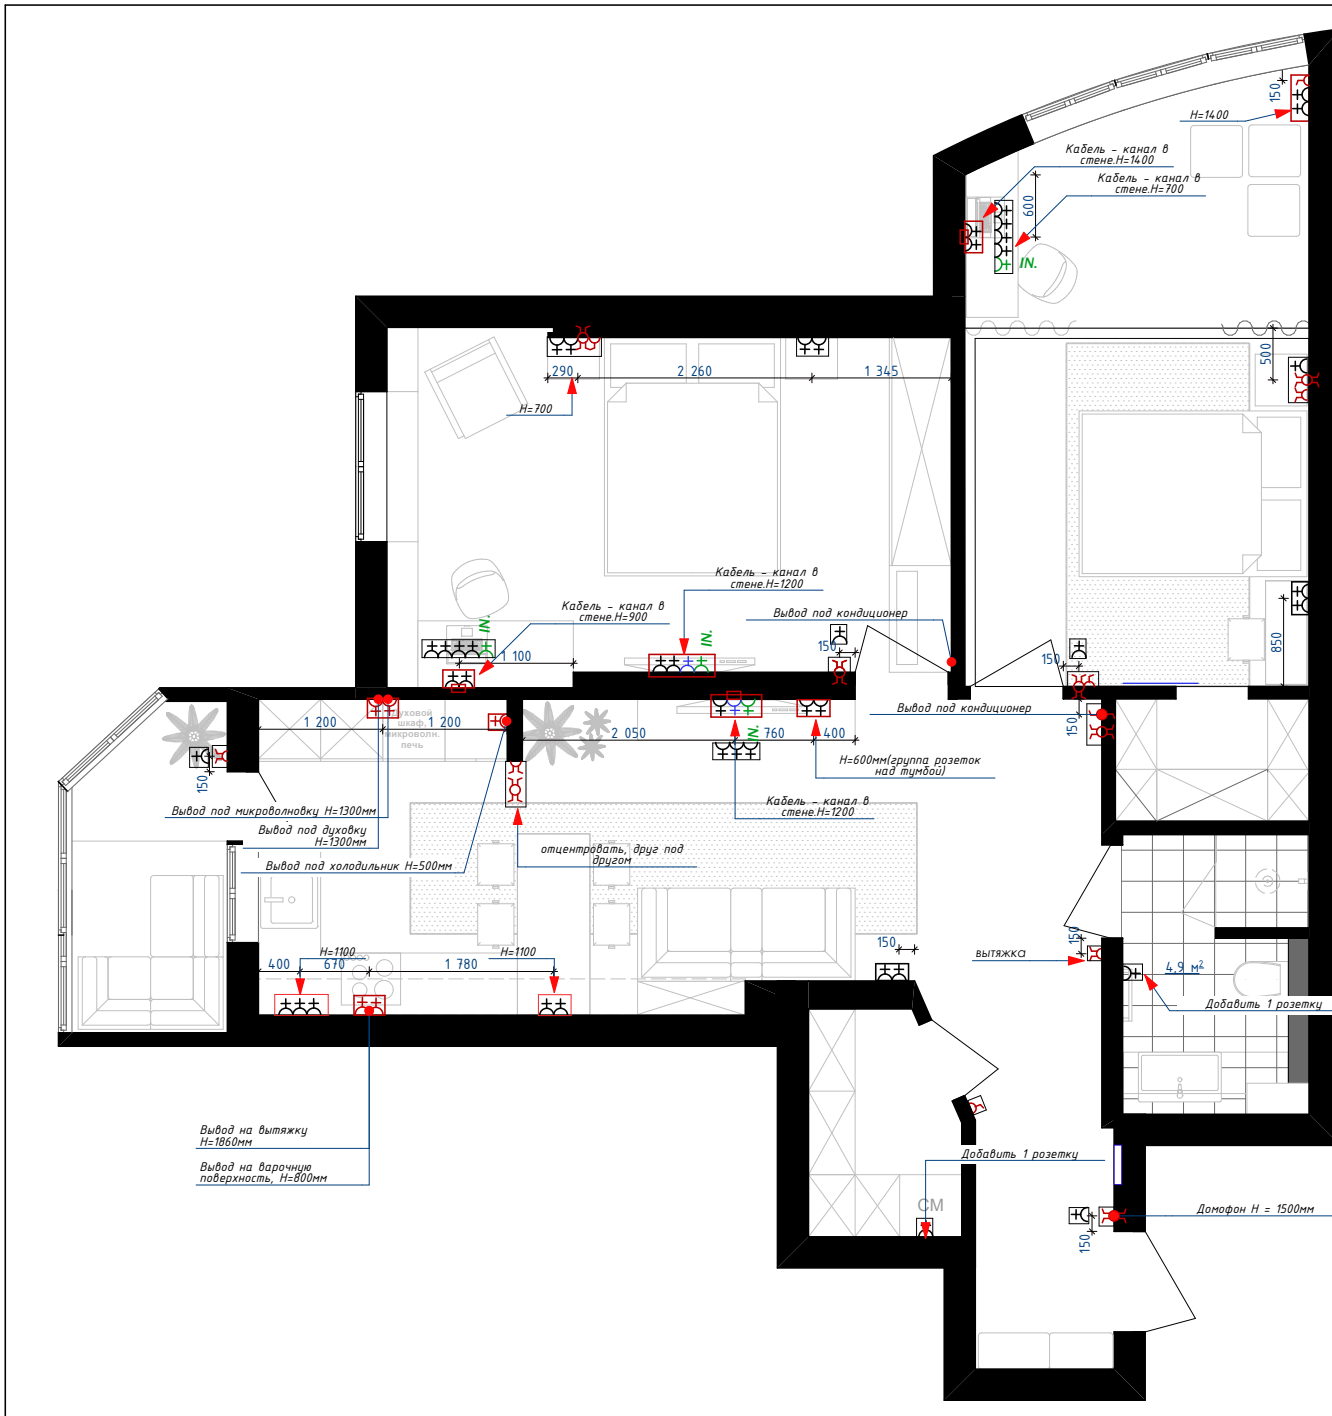 150
H=1400
Кабель - канал в
стене.H=1400
Кабель - канал в
стене.H=700
600
IN.
500
290
2 260
1 345
H=700
Кабель - канал в
стене.H=1200
Кабель - канал в
стене.H=900
IN.
IN.
1 100
Вывод под кондиционер
150
150
850
Вывод под кондиционер
150
1 200
1 200
духовой
шкаф.
микроволн.
печь
2 050
IN.
760
400
H=600мм(группа розеток
над тумбой)
150
Вывод под микроволновку H=1300мм
Вывод под духовку
H=1300мм
Вывод под холодильник H=500мм
Кабель - канал в
стене.H=1200
отцентровать, друг под
другом
H=1100
H=1100
400
670
1 780
150
150
вытяжка
4,9 м²
Добавить 1 розетку
Вывод на вытяжку
H=1860мм
Вывод на варочную
поверхность, H=800мм
Добавить 1 розетку
СМ
Домофон H = 1500мм
150